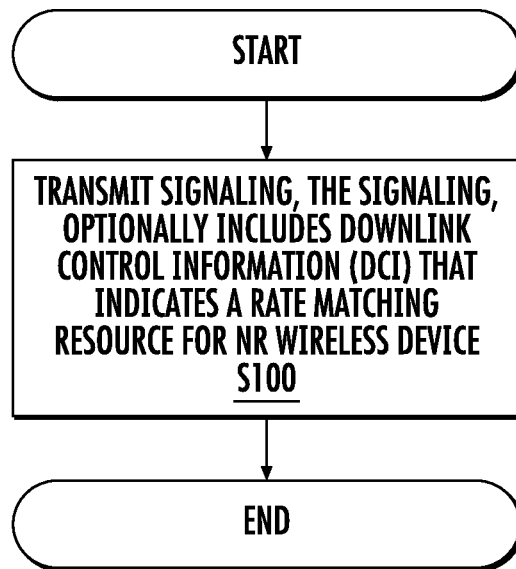 START
TRANSMIT SIGNALING, THE SIGNALING,
OPTIONALLY INCLUDES DOWNLINK
CONTROL INFORMATION (DCI) THAT
INDICATES A RATE MATCHING
RESOURCE FOR NR WIRELESS DEVICE
S100
END